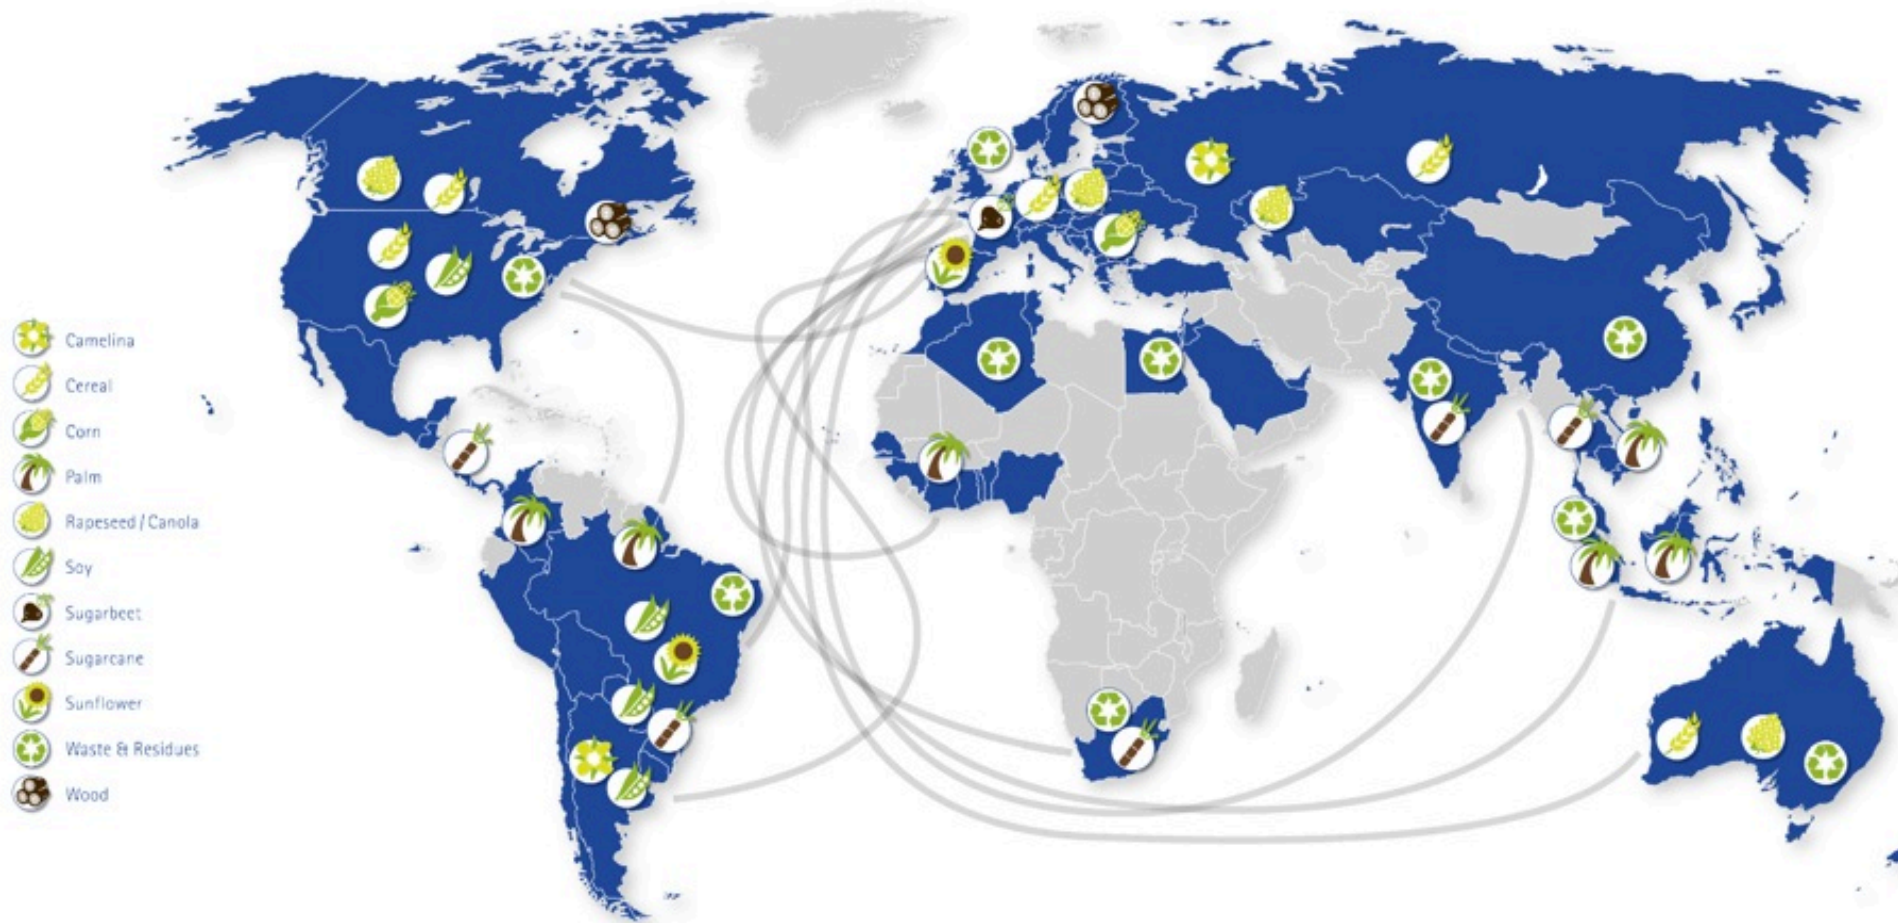 Camelina
Cereal
Corn
Palm
Rapeseed / Canola
Soy
Sugarbeet
Sugarcane
Sunflower
Waste & Residues
Wood